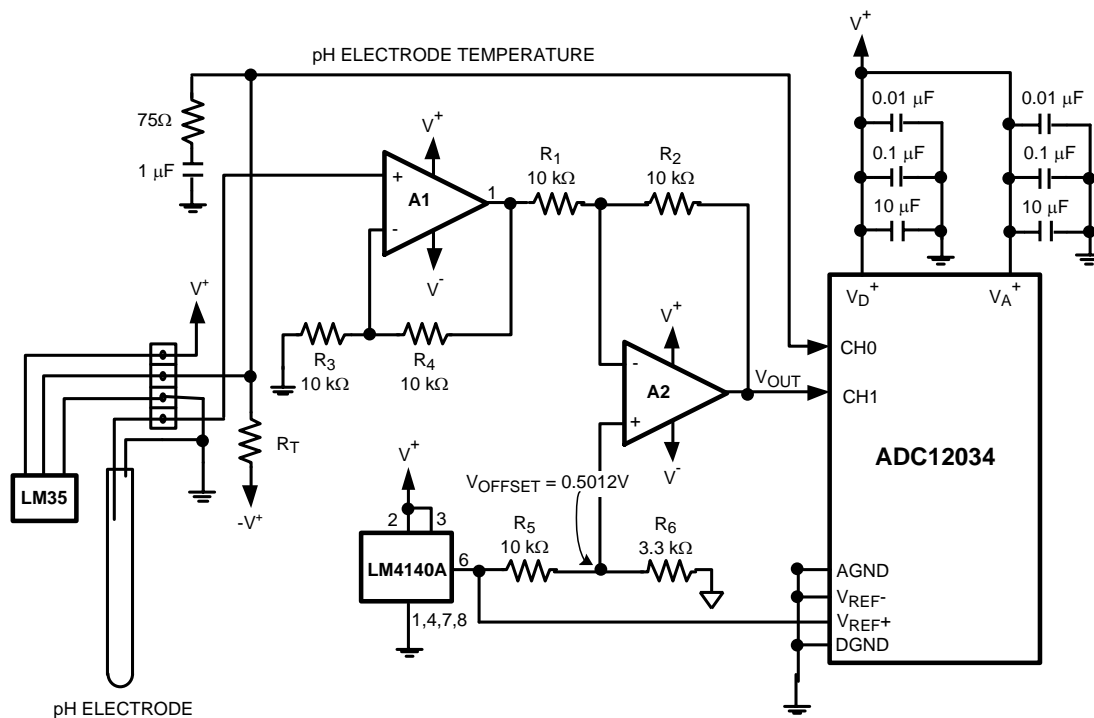 V+
pH ELECTRODE TEMPERATURE
75Ω
1 µF
V+
+
A1
-
1
V-
R1
10 kΩ
R2
10 kΩ
0.01 µF
0.1 µF
10 µF
0.01 µF
0.1 µF
10 µF
VD+
VA+
V+
R3
10 kΩ
R4
10 kΩ
V+
-
A2
+
V-
VOUT
CH0
CH1
ADC12034
RT
-V+
LM35
V+
2
3
LM4140A
6
1,4,7,8
VOFFSET = 0.5012V
R5
10 kΩ
R6
3.3 kΩ
AGND
VREF-
VREF+
DGND
pH ELECTRODE